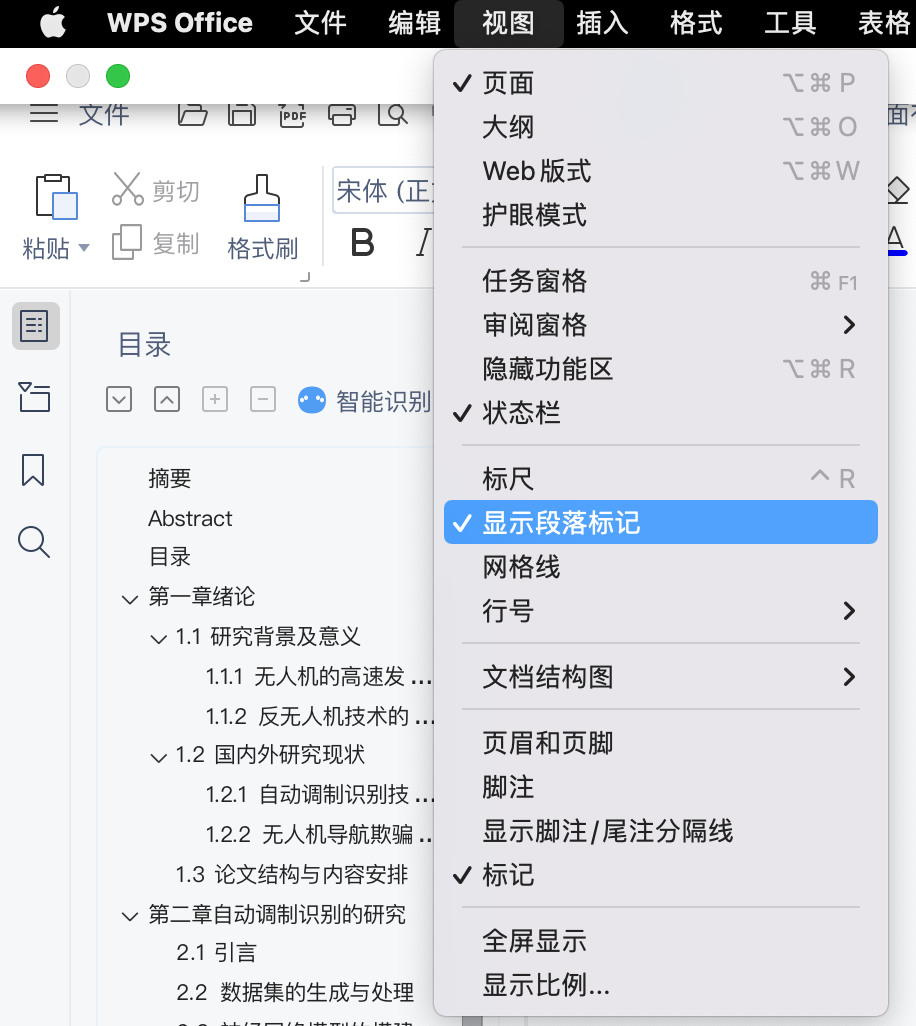 WPS Office 文件 编辑 视图 插入 格式 工具 表格
文件 PDF
粘贴 剪切 复制 格式刷
宋体 (正
B I A
目录
智能识别
摘要
Abstract
目录
第一章绪论
1.1 研究背景及意义
1.1.1 无人机的高速发 ...
1.1.2 反无人机技术的 ...
1.2 国内外研究现状
1.2.1 自动调制识别技 ...
1.2.2 无人机导航欺骗 ..
1.3 论文结构与内容安排
第二章自动调制识别的研究
2.1 引言
2.2 数据集的生成与处理
✓ 页面 ⌥⌘P
大纲 ⌥⌘O
Web 版式 ⌥⌘W
护眼模式
任务窗格 ⌘F1
审阅窗格
隐藏功能区 ⌥⌘R
✓ 状态栏
标尺 ^R
✓ 显示段落标记
网格线
行号
文档结构图
页眉和页脚
脚注
显示脚注/尾注分隔线
✓ 标记
全屏显示
显示比例...